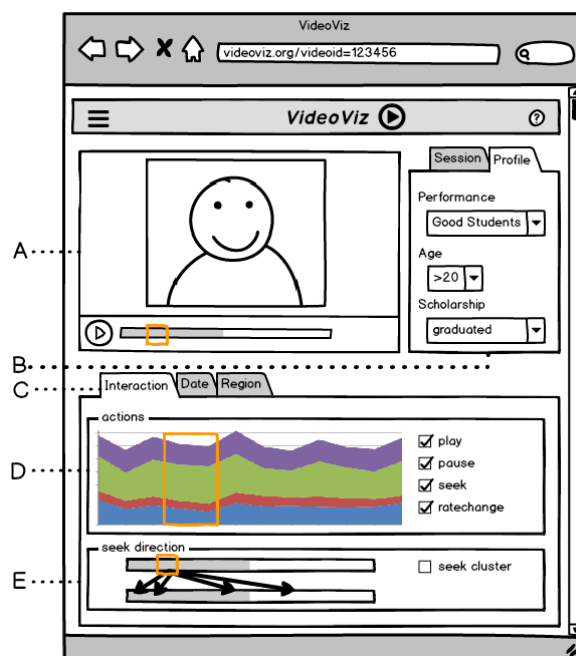 VideoViz
videoviz.org/videoid=123456
VideoViz
Session Profile
Performance
Good Students
Age
>20
Scholarship
graduated
A
B
C
Interaction Date Region
actions
play
pause
seek
ratechange
D
seek direction
seek cluster
E